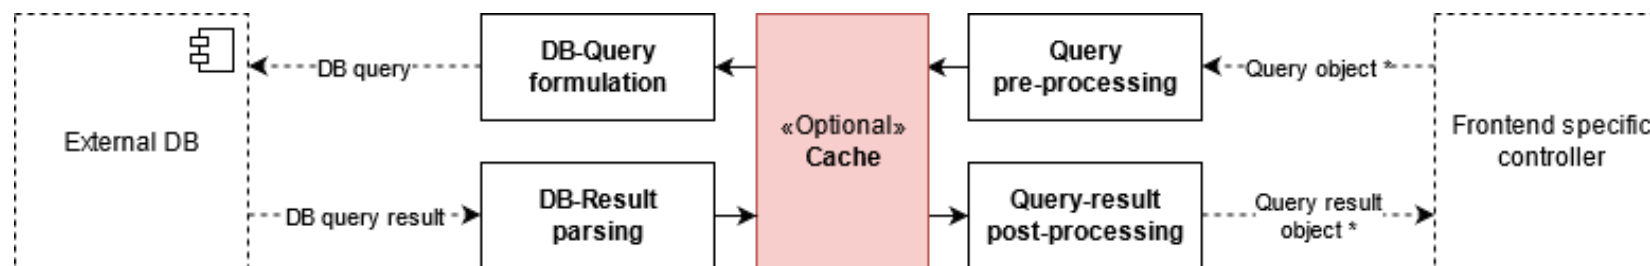 DB-Query
formulation
Query
pre-processing
DB query
Query object *
External DB
«Optional»
Cache
Frontend specific
controller
DB query result
DB-Result
parsing
Query-result
post-processing
Query result
object *